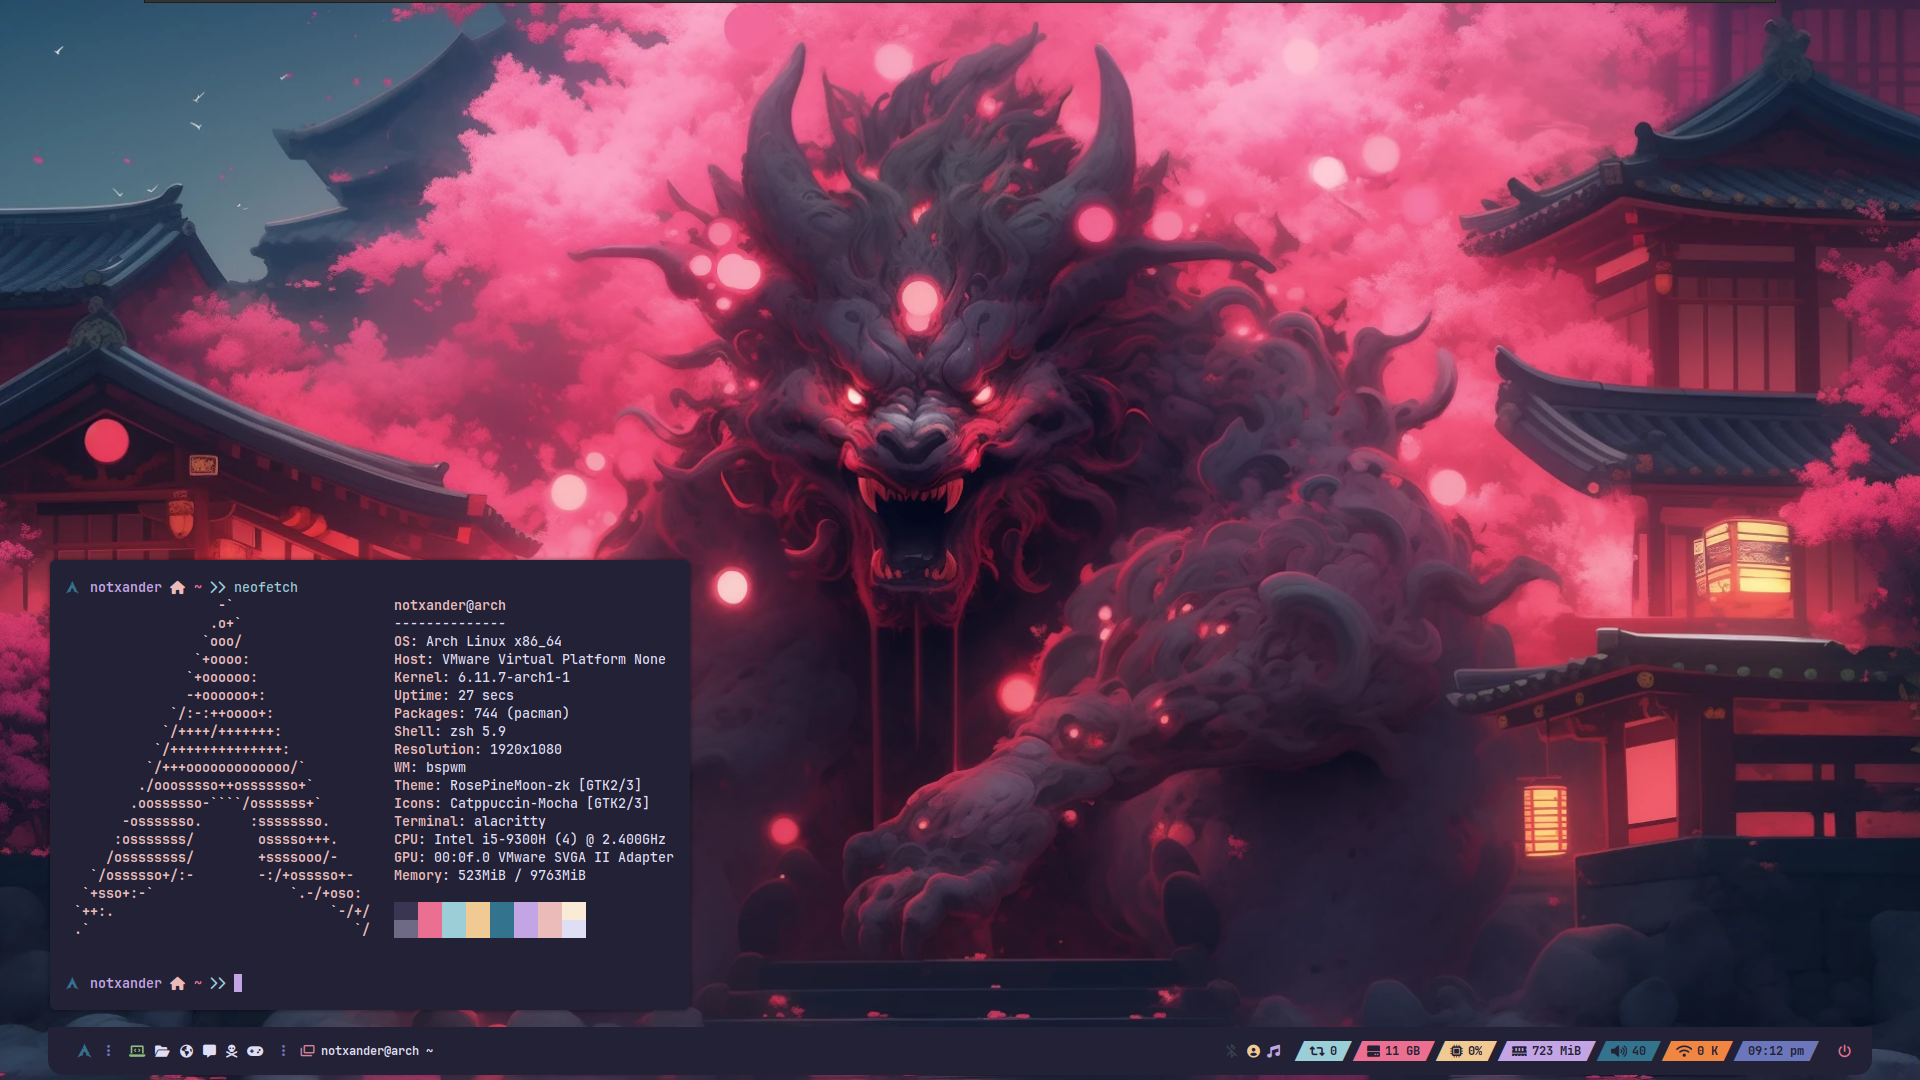 notxander ~ >> neofetch
-`
.o+`
`ooo/
`+oooo:
`+oooooo:
-+oooooo+:
`/:-:++oooo+:
`/++++/+++++++:
`/++++++++++++++:
`/+++ooooooooooooo/`
./ooosssso++osssssso+`
.oossssso-````/ossssss+`
-osssssso.      :ssssssso.
:osssssss/        osssso+++.
/ossssssss/        +ssssooo/-
`/ossssso+/:-        -:/+osssso+-
`+sso+:-`                 `.-/+oso:
`++:.                           `-/+/
.`                                 `/
notxander@arch
--------------
OS: Arch Linux x86_64
Host: VMware Virtual Platform None
Kernel: 6.11.7-arch1-1
Uptime: 27 secs
Packages: 744 (pacman)
Shell: zsh 5.9
Resolution: 1920x1080
WM: bspwm
Theme: RosePineMoon-zk [GTK2/3]
Icons: Catppuccin-Mocha [GTK2/3]
Terminal: alacritty
CPU: Intel i5-9300H (4) @ 2.400GHz
GPU: 00:0f.0 VMware SVGA II Adapter
Memory: 523MiB / 9763MiB
notxander ~ >>
notxander@arch ~ 0 11 GB 0% 723 MiB 40 0 K 09:12 pm